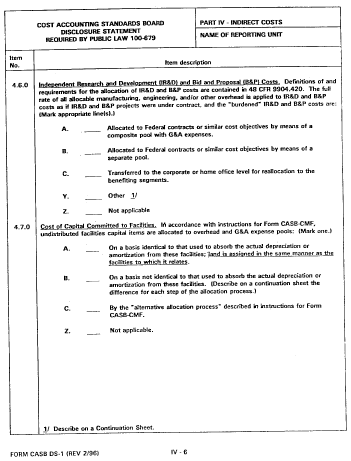 COST ACCOUNTING STANDARDS BOARD
DISCLOSURE STATEMENT
REQUIRED BY PUBLIC LAW 100-679
PART IV - INDIRECT COSTS
NAME OF REPORTING UNIT
Item
No.
Item description
4.6.0 Independent Research and Development (IR&D) and Bid and Proposal (B&P) Costs. Definitions of and
requirements for the allocation of IR&D and B&P costs are contained in 48 CFR 9904.420. The full
rate of all allocable manufacturing, engineering, and/or other overhead is applied to IR&D and B&P
costs as if IR&D and B&P projects were under contract, and the "burdened" IR&D and B&P costs are:
(Mark appropriate line(s).)
A. ____ Allocated to Federal contracts or similar cost objectives by means of a
composite pool with G&A expenses.
B. ____ Allocated to Federal contracts or similar cost objectives by means of a
separate pool.
C. ____ Transferred to the corporate or home office level for reallocation to the
benefiting segments.
Y. ____ Other 1/
Z. ____ Not applicable
4.7.0 Cost of Capital Committed to Facilities. In accordance with instructions for Form CASB-CMF,
undistributed facilities capital items are allocated to overhead and G&A expense pools: (Mark one.)
A. ____ On a basis identical to that used to absorb the actual depreciation or
amortization from these facilities; land is assigned in the same manner as the
facilities to which it relates.
B. ____ On a basis not identical to that used to absorb the actual depreciation or
amortization from these facilities. (Describe on a continuation sheet the
difference for each step of the allocation process.)
C. ____ By the "alternative allocation process" described in instructions for Form
CASB-CMF.
Z. ____ Not applicable.
1/ Describe on a Continuation Sheet.
FORM CASB DS-1 (REV 2/96)
IV - 6